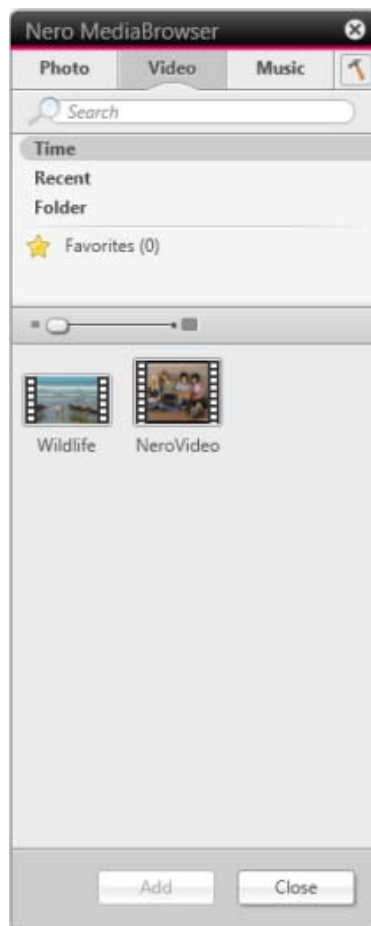 Nero MediaBrowser
Photo Video Music
Search
Time
Recent
Folder
Favorites (0)
Wildlife NeroVideo
Add Close